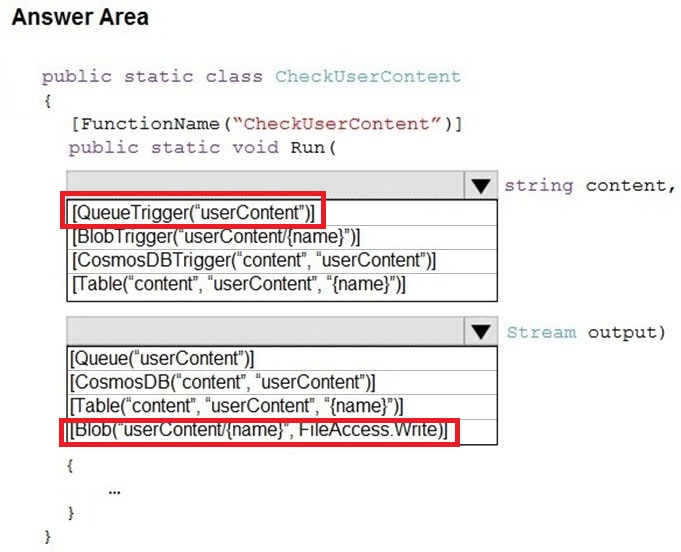 Answer Area
public static class CheckUserContent
{
[FunctionName(“CheckUserContent”)]
public static void Run(
string content,
[QueueTrigger(“userContent”)]
[BlobTrigger(“userContent/{name}”)]
[CosmosDBTrigger(“content”, “userContent”)]
[Table(“content”, “userContent”, “{name}”)]
Stream output)
[Queue(“userContent”)]
[CosmosDB(“content”, “userContent”)]
[Table(“content”, “userContent”, “{name}”)]
[Blob(“userContent/{name}”, FileAccess.Write)]
{
...
}
}